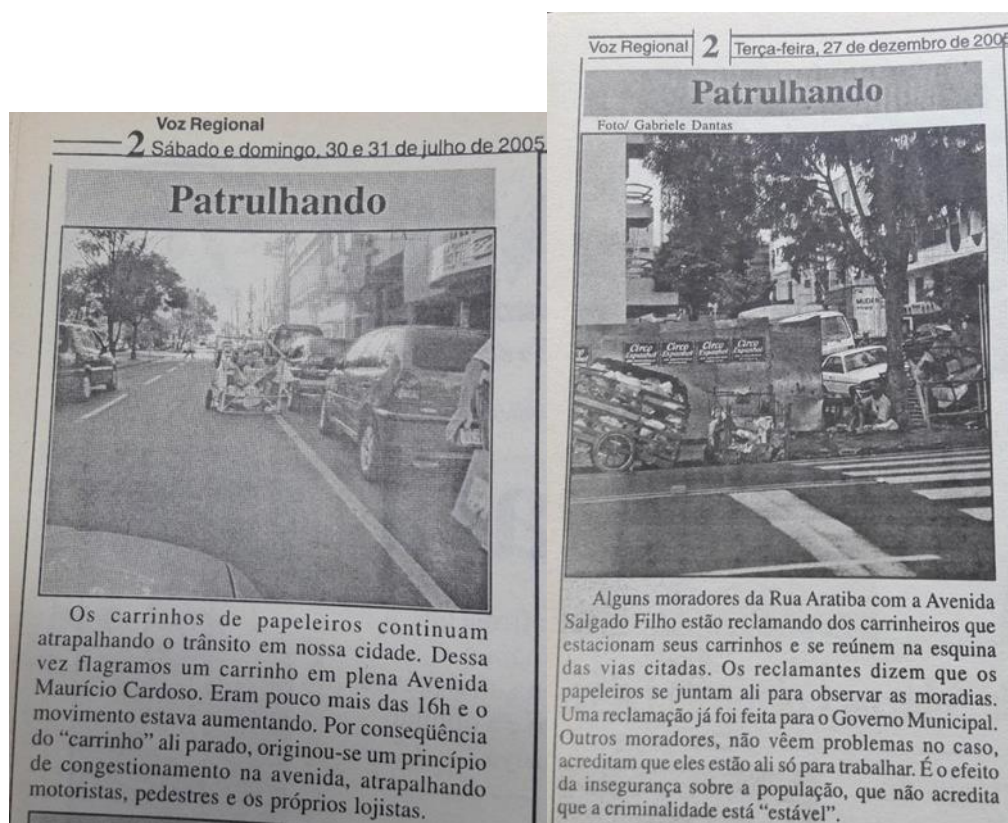 Voz Regional
2 Sábado e domingo, 30 e 31 de julho de 2005
Patrulhando
Os carrinhos de papeleiros continuam
atrapalhando o trânsito em nossa cidade. Dessa
vez flagramos um carrinho em plena Avenida
Maurício Cardoso. Eram pouco mais das 16h e o
movimento estava aumentando. Por conseqüência
do “carrinho” ali parado, originou-se um princípio
de congestionamento na avenida, atrapalhando
motoristas, pedestres e os próprios lojistas.
Voz Regional 2 Terça-feira, 27 de dezembro de 2005
Patrulhando
Foto/ Gabriele Dantas
Circo Espanhol
Circo Espanhol
Circo Espanhol
Circo Espanhol
Alguns moradores da Rua Aratiba com a Avenida
Salgado Filho estão reclamando dos carrinheiros que
estacionam seus carrinhos e se reúnem na esquina
das vias citadas. Os reclamantes dizem que os
papeleiros se juntam ali para observar as moradias.
Uma reclamação já foi feita para o Governo Municipal.
Outros moradores, não vêem problemas no caso,
acreditam que eles estão ali só para trabalhar. É o efeito
da insegurança sobre a população, que não acredita
que a criminalidade está “estável”.